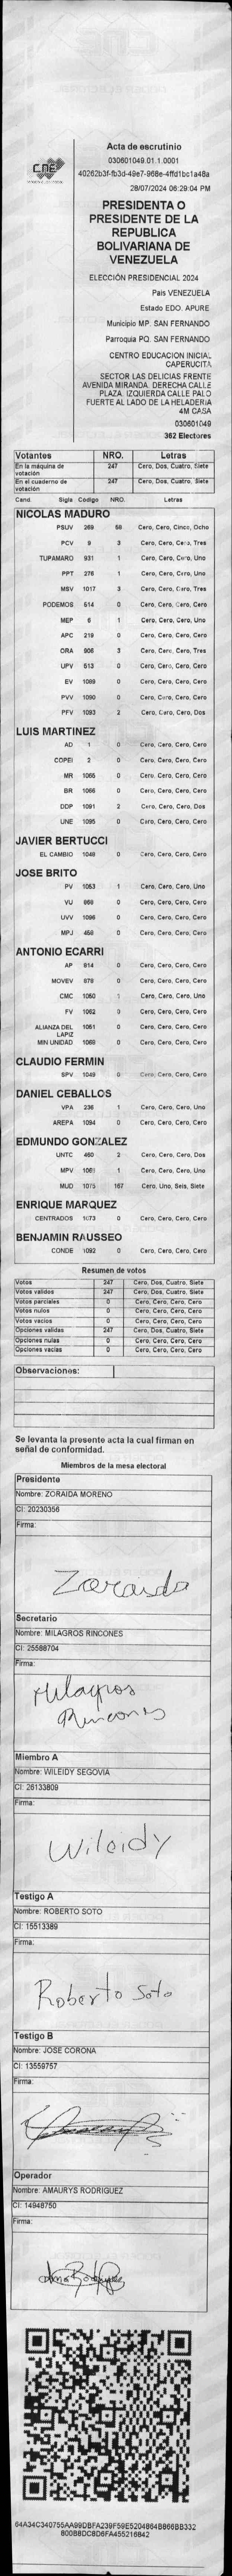 CNE
Acta de escrutinio
030601049.01.1.0001
40262b3f-fb3d-49e7-968e-4ffd1bc1a48a
28/07/2024 06:29:04 PM
PRESIDENTA O
PRESIDENTE DE LA
REPUBLICA
BOLIVARIANA DE
VENEZUELA
ELECCIÓN PRESIDENCIAL 2024
Pais VENEZUELA
Estado EDO. APURE
Municipio MP. SAN FERNANDO
Parroquia PQ. SAN FERNANDO
CENTRO EDUCACION INICIAL
CAPERUCITA
SECTOR LAS DELICIAS FRENTE
AVENIDA MIRANDA. DERECHA CALLE
PLAZA. IZQUIERDA CALLE PALO
FUERTE AL LADO DE LA HELADERIA
4M CASA
030601049
362 Electores
Votantes NRO. Letras
En la máquina de votación 247 Cero, Dos, Cuatro, Siete
En el cuaderno de votación 247 Cero, Dos, Cuatro, Siete
Cand. Sigla Codigo NRO. Letras
NICOLAS MADURO
PSUV 269 58 Cero, Cero, Cinco, Ocho
PCV 9 3 Cero, Cero, Cero, Tres
TUPAMARO 931 1 Cero, Cero, Cero, Uno
PPT 276 1 Cero, Cero, Cero, Uno
MSV 1017 3 Cero, Cero, Cero, Tres
PODEMOS 514 0 Cero, Cero, Cero, Cero
MEP 6 1 Cero, Cero, Cero, Uno
APC 219 0 Cero, Cero, Cero, Cero
ORA 906 3 Cero, Cero, Cero, Tres
UPV 513 0 Cero, Cero, Cero, Cero
EV 1089 0 Cero, Cero, Cero, Cero
PVV 1090 0 Cero, Cero, Cero, Cero
PFV 1093 2 Cero, Cero, Cero, Dos
LUIS MARTINEZ
AD 1 0 Cero, Cero, Cero, Cero
COPEI 2 0 Cero, Cero, Cero, Cero
MR 1065 0 Cero, Cero, Cero, Cero
BR 1066 0 Cero, Cero, Cero, Cero
DDP 1091 2 Cero, Cero, Cero, Dos
UNE 1095 0 Cero, Cero, Cero, Cero
JAVIER BERTUCCI
EL CAMBIO 1048 0 Cero, Cero, Cero, Cero
JOSE BRITO
PV 1053 1 Cero, Cero, Cero, Uno
VU 868 0 Cero, Cero, Cero, Cero
UVV 1096 0 Cero, Cero, Cero, Cero
MPJ 468 0 Cero, Cero, Cero, Cero
ANTONIO ECARRI
AP 814 0 Cero, Cero, Cero, Cero
MOVEV 878 0 Cero, Cero, Cero, Cero
CMC 1050 1 Cero, Cero, Cero, Uno
FV 1062 0 Cero, Cero, Cero, Cero
ALIANZA DEL LAPIZ 1061 0 Cero, Cero, Cero, Cero
MIN UNIDAD 1068 0 Cero, Cero, Cero, Cero
CLAUDIO FERMIN
SPV 1049 0 Cero, Cero, Cero, Cero
DANIEL CEBALLOS
VPA 236 1 Cero, Cero, Cero, Uno
AREPA 1094 0 Cero, Cero, Cero, Cero
EDMUNDO GONZALEZ
UNTC 460 2 Cero, Cero, Cero, Dos
MPV 1061 1 Cero, Cero, Cero, Uno
MUD 1075 167 Cero, Uno, Seis, Siete
ENRIQUE MARQUEZ
CENTRADOS 1073 0 Cero, Cero, Cero, Cero
BENJAMIN RAUSSEO
CONDE 1092 0 Cero, Cero, Cero, Cero
Resumen de votos
Votos 247 Cero, Dos, Cuatro, Siete
Votos validos 247 Cero, Dos, Cuatro, Siete
Votos parciales 0 Cero, Cero, Cero, Cero
Votos nulos 0 Cero, Cero, Cero, Cero
Votos vacios 0 Cero, Cero, Cero, Cero
Opciones validas 247 Cero, Dos, Cuatro, Siete
Opciones nulas 0 Cero, Cero, Cero, Cero
Opciones vacias 0 Cero, Cero, Cero, Cero
Observaciones:
Se levanta la presente acta la cual firman en
señal de conformidad.
Miembros de la mesa electoral
Presidente
Nombre: ZORAIDA MORENO
CI: 20230356
Firma:
Zoraida
Secretario
Nombre: MILAGROS RINCONES
CI: 25588704
Firma:
Milagros
Rincones
Miembro A
Nombre: WILEIDY SEGOVIA
CI: 26133809
Firma:
Wileidy
Testigo A
Nombre: ROBERTO SOTO
CI: 15513389
Firma:
Roberto Soto
Testigo B
Nombre: JOSE CORONA
CI: 13559757
Firma:
Operador
Nombre: AMAURYS RODRIGUEZ
CI: 14948750
Firma:
64A34C340755AA99DBFA239F59E5204B64B866BB332
800B8DC8D6FA455216842